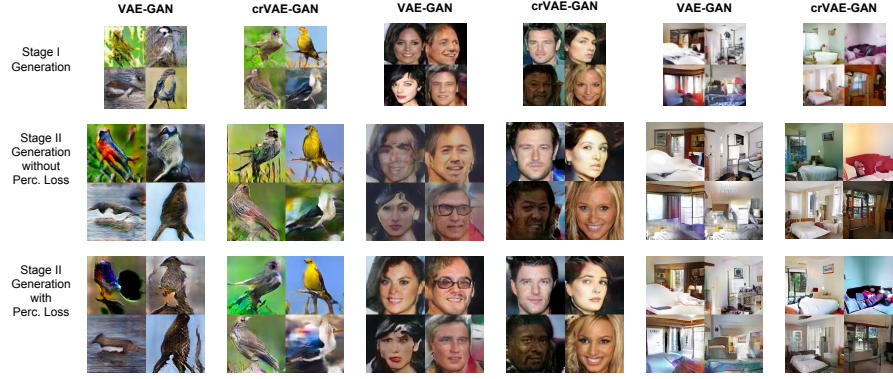 VAE-GAN crVAE-GAN VAE-GAN crVAE-GAN VAE-GAN crVAE-GAN
Stage I
Generation
Stage II
Generation
without
Perc. Loss
Stage II
Generation
with
Perc. Loss